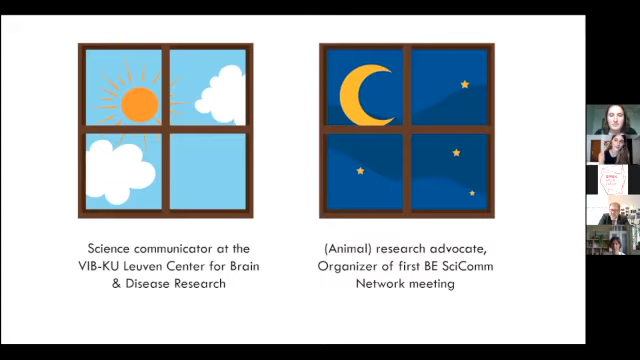 Science communicator at the
VIB-KU Leuven Center for Brain
& Disease Research
(Animal) research advocate,
Organizer of first BE SciComm
Network meeting